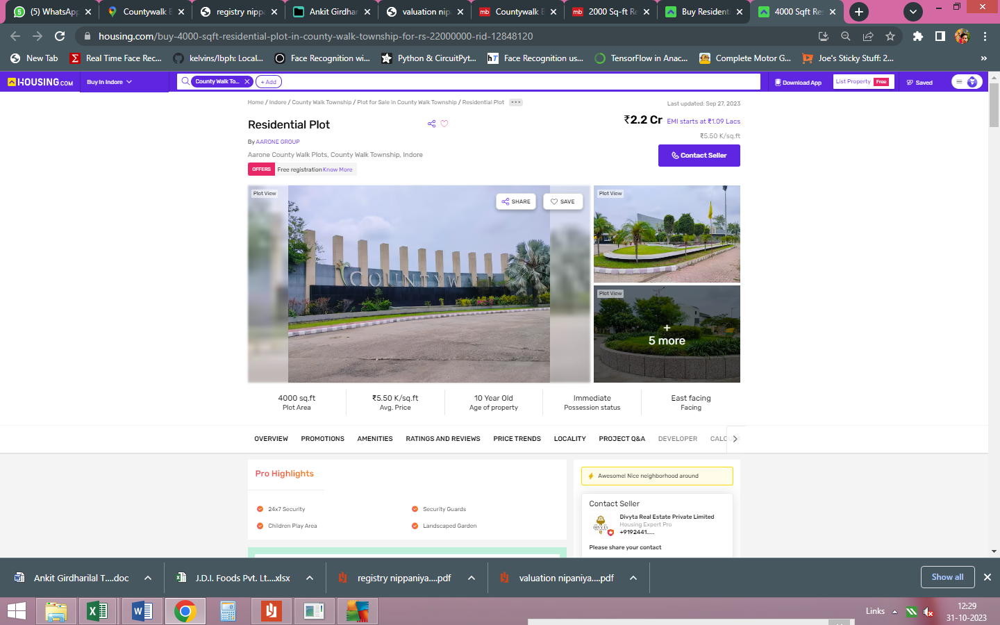 (5) WhatsApp
Countywalk B
registry nippa
Ankit Girdhar
valuation nip
Countywalk B
2000 Sq-ft Re
Buy Resident
4000 Sqft Res
housing.com/buy-4000-sqft-residential-plot-in-county-walk-township-for-rs-22000000-rid-12848120
New Tab
Real Time Face Rec...
kelvins/lbph: Local...
Face Recognition wi...
Python & CircuitPyt...
hT
Face Recognition us...
TensorFlow in Anac...
Complete Motor G...
Joe's Sticky Stuff: 2...
»
HOUSING.COM
Buy in Indore
County Walk To...
+ Add
Download App
List Property Free
Saved
Home / Indore / County Walk Township / Plot for Sale in County Walk Township / Residential Plot
Last updated: Sep 27, 2023
Residential Plot
₹2.2 Cr EMI starts at ₹1.09 Lacs
By AARONE GROUP
₹5.50 K/sq.ft
Aarone County Walk Plots, County Walk Township, Indore
Contact Seller
OFFERS Free registration Know More
Plot View
SHARE
SAVE
COUNTYWALK
Plot View
Plot View
+
5 more
4000 sq.ft
Plot Area
₹5.50 K/sq.ft
Avg. Price
10 Year Old
Age of property
Immediate
Possession status
East facing
Facing
OVERVIEW PROMOTIONS AMENITIES RATINGS AND REVIEWS PRICE TRENDS LOCALITY PROJECT Q&A DEVELOPER CALCU
Pro Highlights
24x7 Security
Security Guards
Children Play Area
Landscaped Garden
Awesome! Nice neighborhood around
Contact Seller
DIVYTA
Divyta Real Estate Private Limited
Housing Expert Pro
+9192441.....
Please share your contact
Ankit Girdharilal T....doc
J.D.I. Foods Pvt. Lt....xlsx
registry nippaniya....pdf
valuation nipaniya....pdf
Show all
Links
12:29
31-10-2023